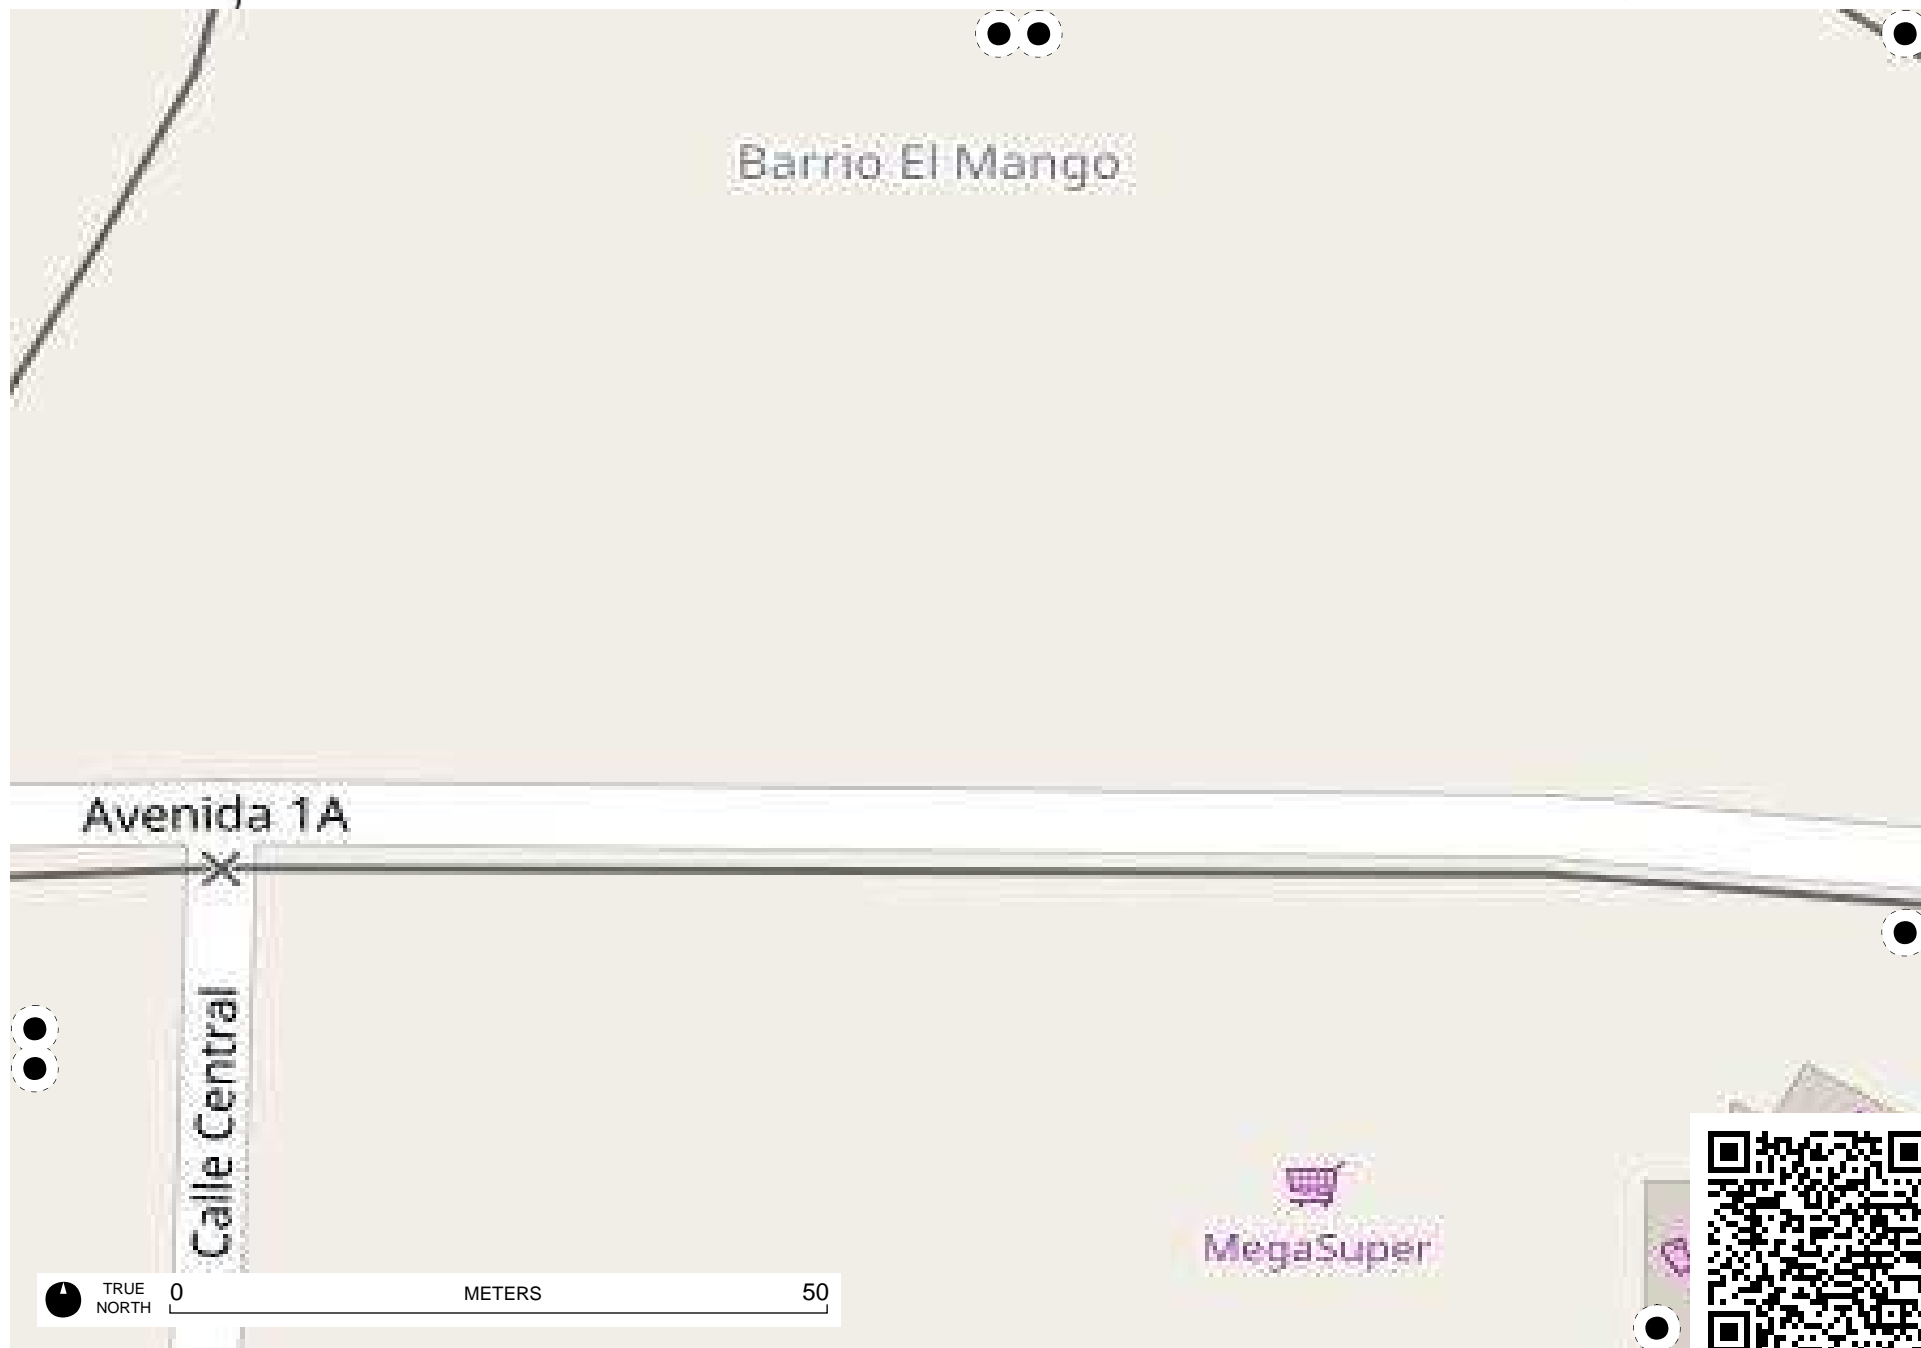 Barrio El Mango
Avenida 1A
Calle Central
MegaSuper
TRUE
NORTH
0 METERS 50